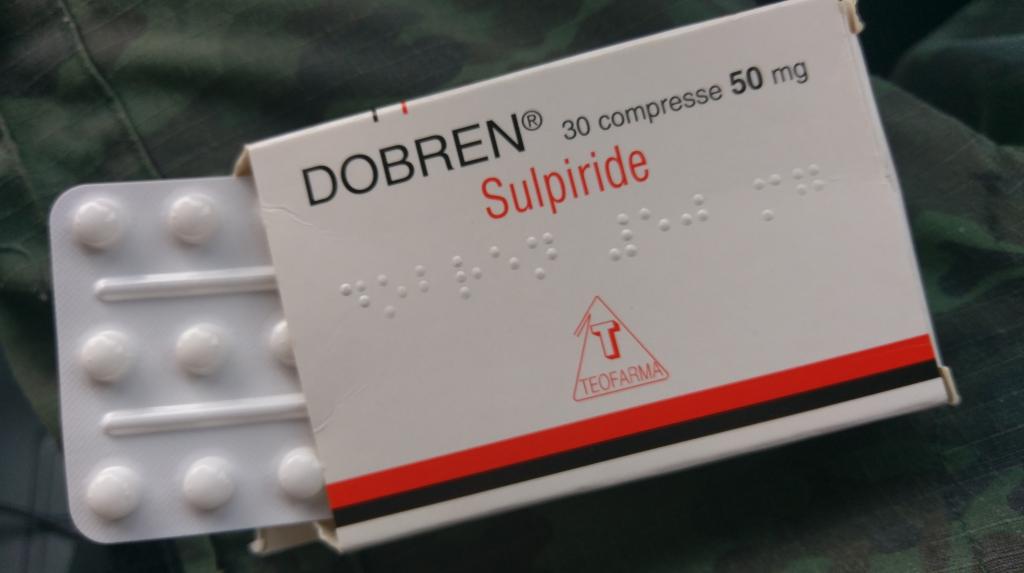 DOBREN® 30 compresse 50 mg
Sulpiride
T
TEOFARMA